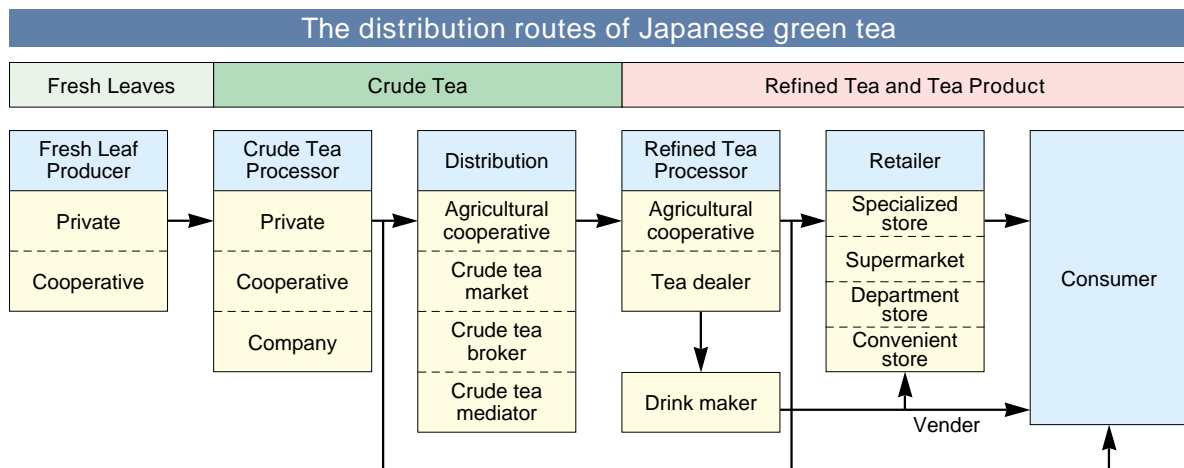 The distribution routes of Japanese green tea
Fresh Leaves
Crude Tea
Refined Tea and Tea Product
Fresh Leaf
Producer
Private
Cooperative
Crude Tea
Processor
Private
Cooperative
Company
Distribution
Agricultural
cooperative
Crude tea
market
Crude tea
broker
Crude tea
mediator
Refined Tea
Processor
Agricultural
cooperative
Tea dealer
Drink maker
Retailer
Specialized
store
Supermarket
Department
store
Convenient
store
Vender
Consumer